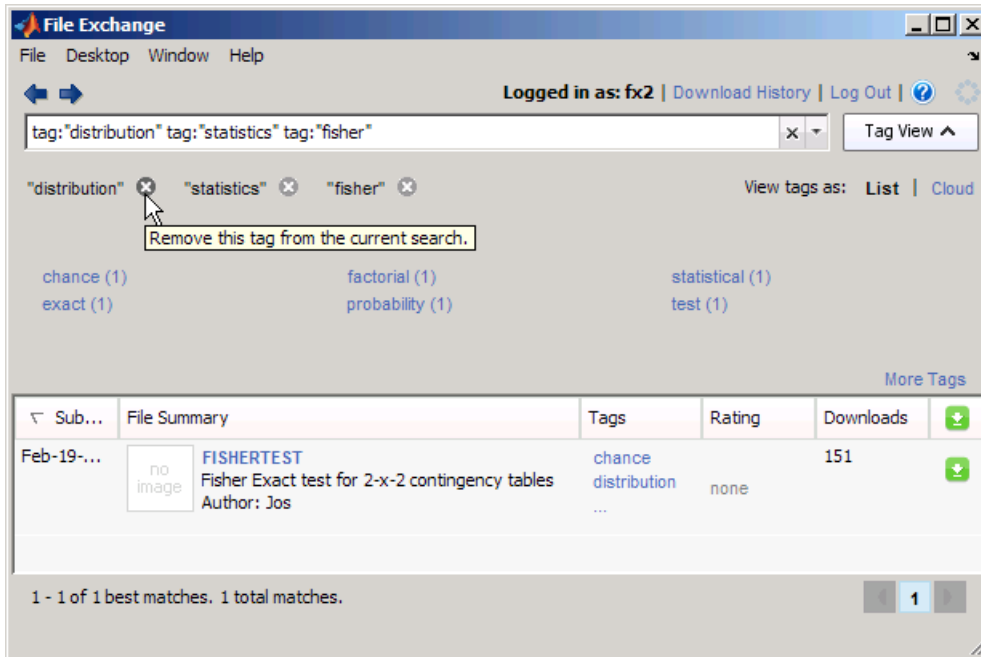 File Exchange
File Desktop Window Help
Logged in as: fx2 | Download History | Log Out | ?
tag:"distribution" tag:"statistics" tag:"fisher"
Tag View
"distribution" "statistics" "fisher" View tags as: List | Cloud
Remove this tag from the current search.
chance (1) factorial (1) statistical (1)
exact (1) probability (1) test (1)
More Tags
Sub... File Summary Tags Rating Downloads
Feb-19-... no image FISHERTEST chance none 151
Fisher Exact test for 2-x-2 contingency tables distribution
Author: Jos ...
1 - 1 of 1 best matches. 1 total matches. 1